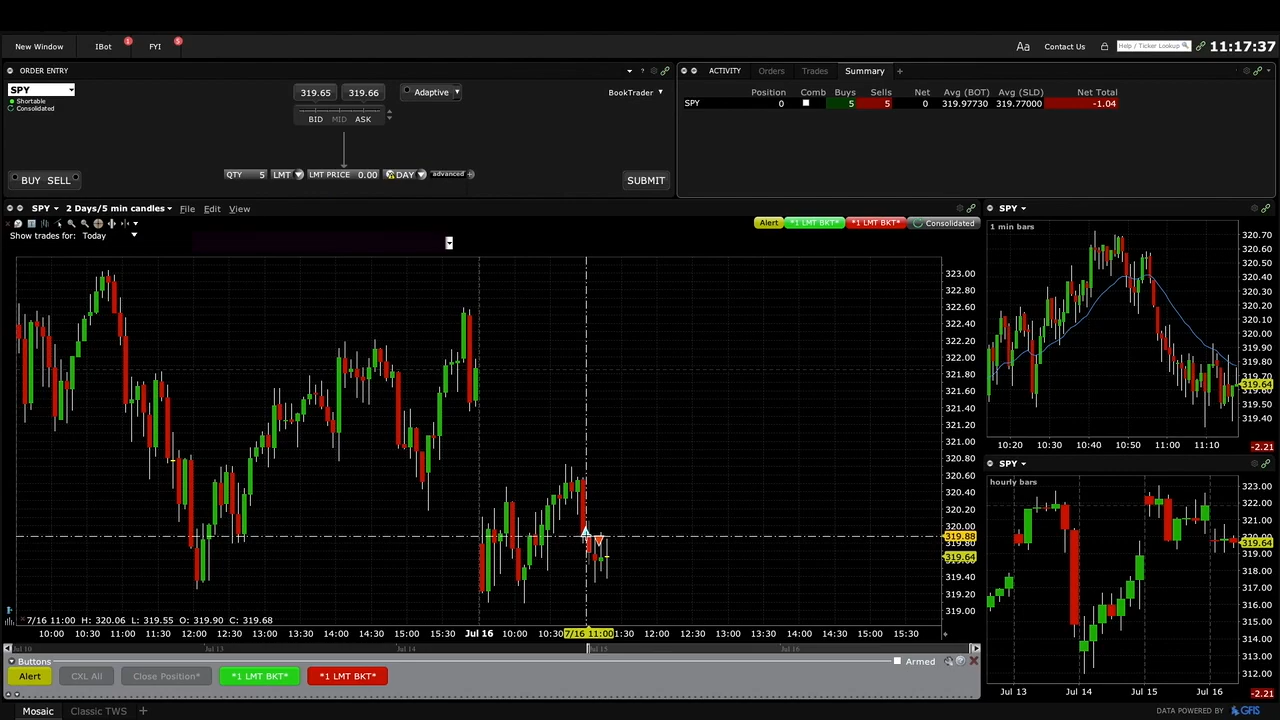 New Window IBot 1 FYI 5 Aa Contact Us Help / Ticker Lookup 11:17:37
ORDER ENTRY
SPY
Shortable
Consolidated
319.65 319.66 Adaptive BookTrader
BID MID ASK
BUY SELL QTY 5 LMT LMT PRICE 0.00 DAY advanced SUBMIT
ACTIVITY Orders Trades Summary +
Position Comb Buys Sells Net Avg (BOT) Avg (SLD) Net Total
SPY 0 5 5 0 319.97730 319.77000 -1.04
SPY 2 Days/5 min candles File Edit View
Alert *1 LMT BKT* *1 LMT BKT* Consolidated
Show trades for: Today
323.00
322.80
322.60
322.40
322.20
322.00
321.80
321.60
321.40
321.20
321.00
320.80
320.60
320.40
320.20
320.00
319.88
319.80
319.64
319.40
319.20
319.00
7/16 11:00 H: 320.06 L: 319.55 O: 319.90 C: 319.68
10:00 10:30 11:00 11:30 12:00 12:30 13:00 13:30 14:00 14:30 15:00 15:30 Jul 16 10:00 10:30 7/16 11:00 11:30 12:00 12:30 13:00 13:30 14:00 14:30 15:00 15:30
Jul 10 Jul 13 Jul 14 Jul 15 Jul 16
SPY
1 min bars
320.70
320.60
320.50
320.40
320.30
320.20
320.10
320.00
319.90
319.80
319.70
319.64
319.50
319.40
10:20 10:30 10:40 10:50 11:00 11:10
-2.21
SPY
hourly bars
323.00
322.00
321.00
320.00
319.64
318.00
317.00
316.00
315.00
314.00
313.00
312.00
Jul 13 Jul 14 Jul 15 Jul 16
-2.21
Buttons Armed
Alert CXL All Close Position* *1 LMT BKT* *1 LMT BKT*
Mosaic Classic TWS + DATA POWERED BY GFIS